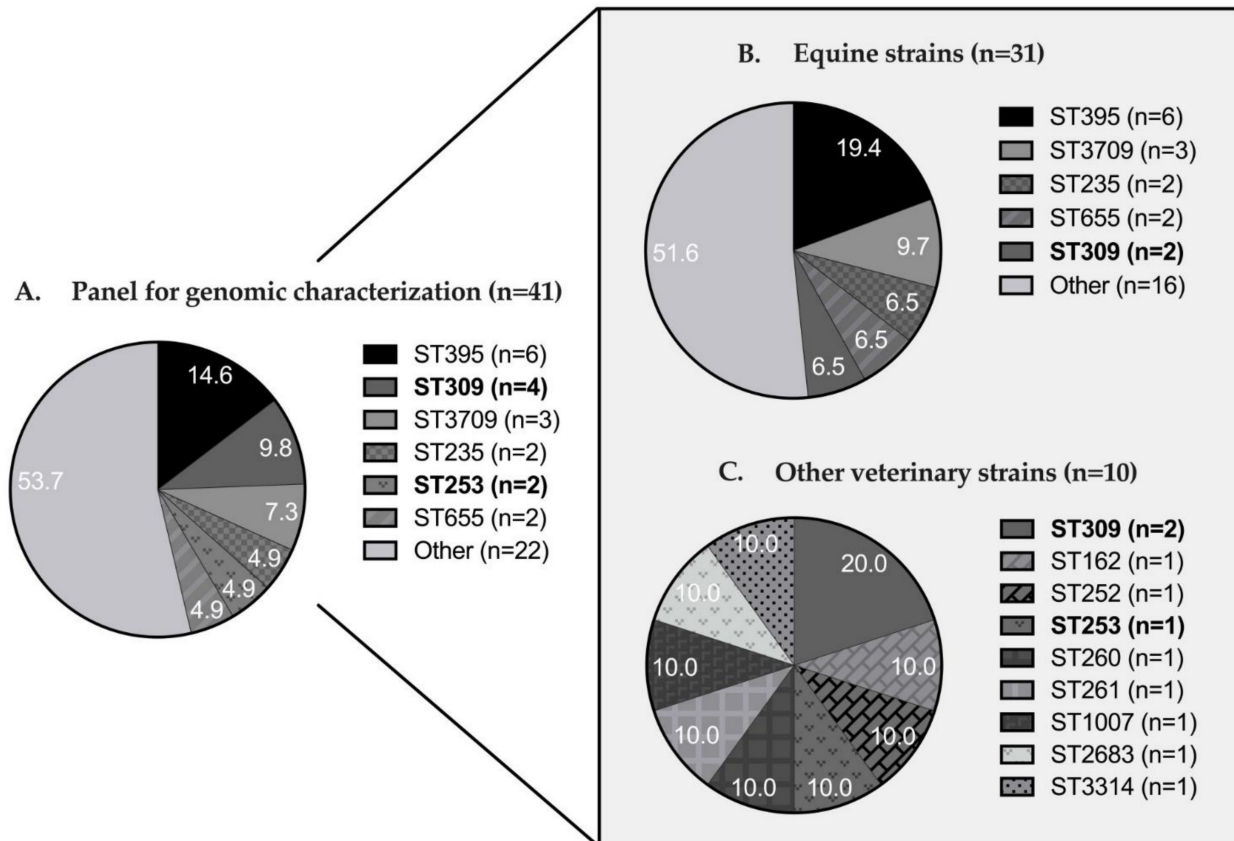 A. Panel for genomic characterization (n=41)
14.6
9.8
7.3
4.9
4.9
4.9
53.7
ST395 (n=6)
ST309 (n=4)
ST3709 (n=3)
ST235 (n=2)
ST253 (n=2)
ST655 (n=2)
Other (n=22)
B. Equine strains (n=31)
19.4
9.7
6.5
6.5
6.5
51.6
ST395 (n=6)
ST3709 (n=3)
ST235 (n=2)
ST655 (n=2)
ST309 (n=2)
Other (n=16)
C. Other veterinary strains (n=10)
20.0
10.0
10.0
10.0
10.0
10.0
10.0
10.0
10.0
ST309 (n=2)
ST162 (n=1)
ST252 (n=1)
ST253 (n=1)
ST260 (n=1)
ST261 (n=1)
ST1007 (n=1)
ST2683 (n=1)
ST3314 (n=1)